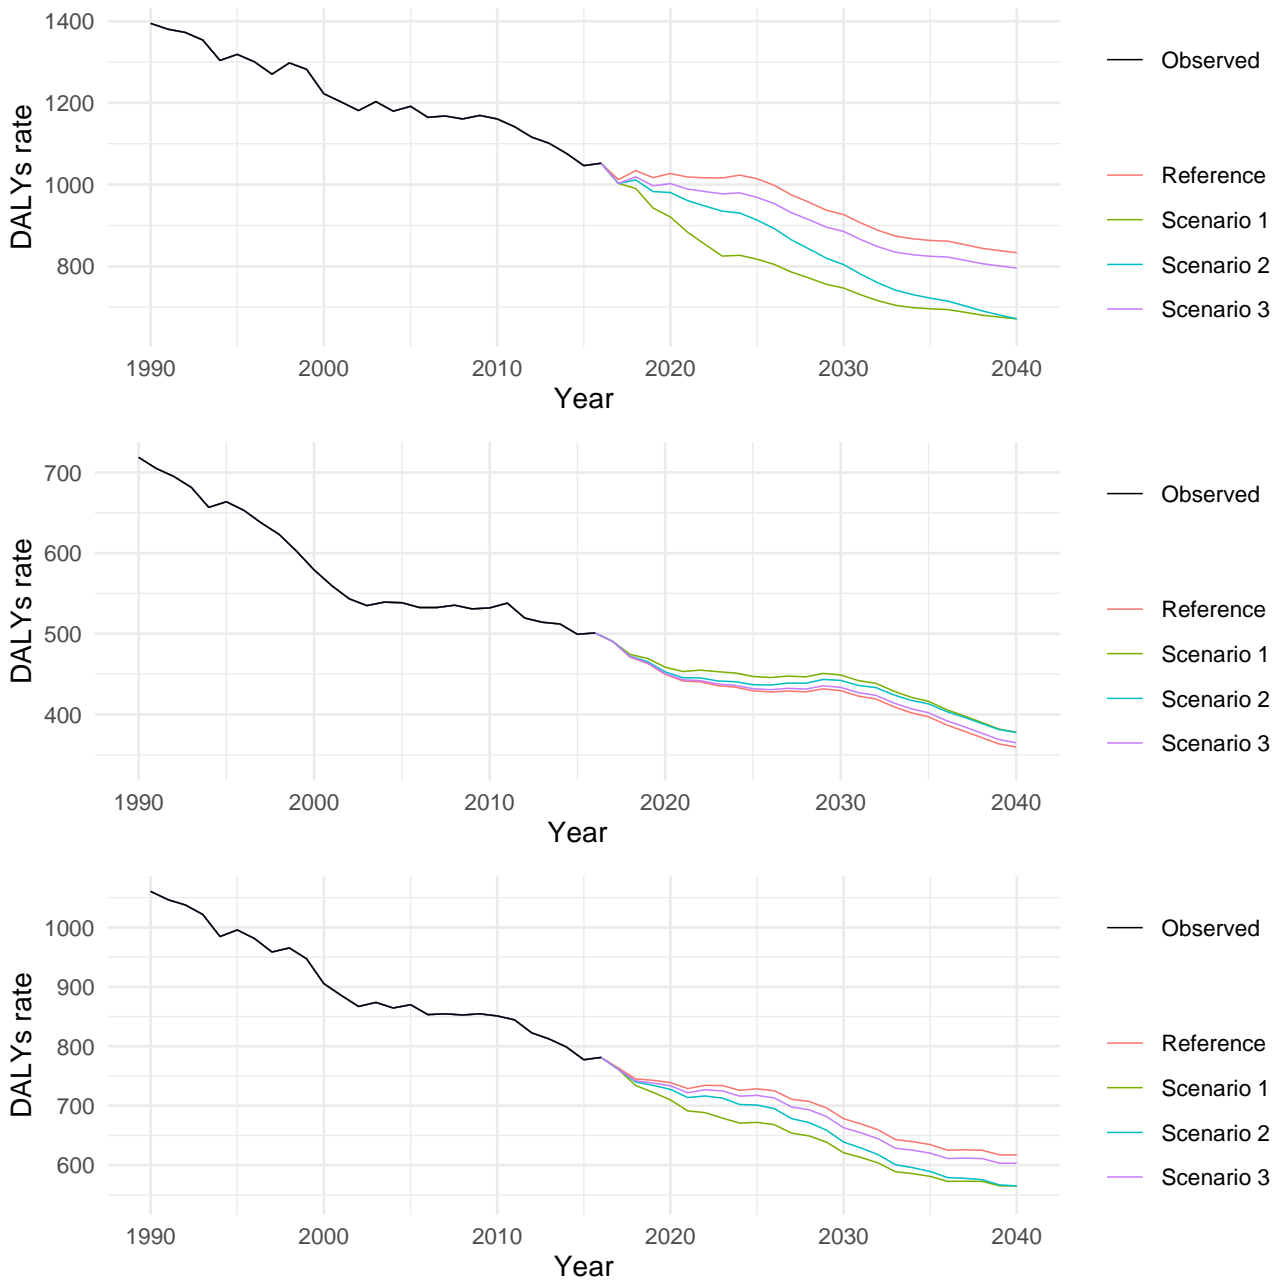 1400
1200
1000
800
DALYs rate
1990
2000
2010
2020
2030
2040
Year
Observed
Reference
Scenario 1
Scenario 2
Scenario 3
700
600
500
400
DALYs rate
1990
2000
2010
2020
2030
2040
Year
Observed
Reference
Scenario 1
Scenario 2
Scenario 3
1000
900
800
700
600
DALYs rate
1990
2000
2010
2020
2030
2040
Year
Observed
Reference
Scenario 1
Scenario 2
Scenario 3